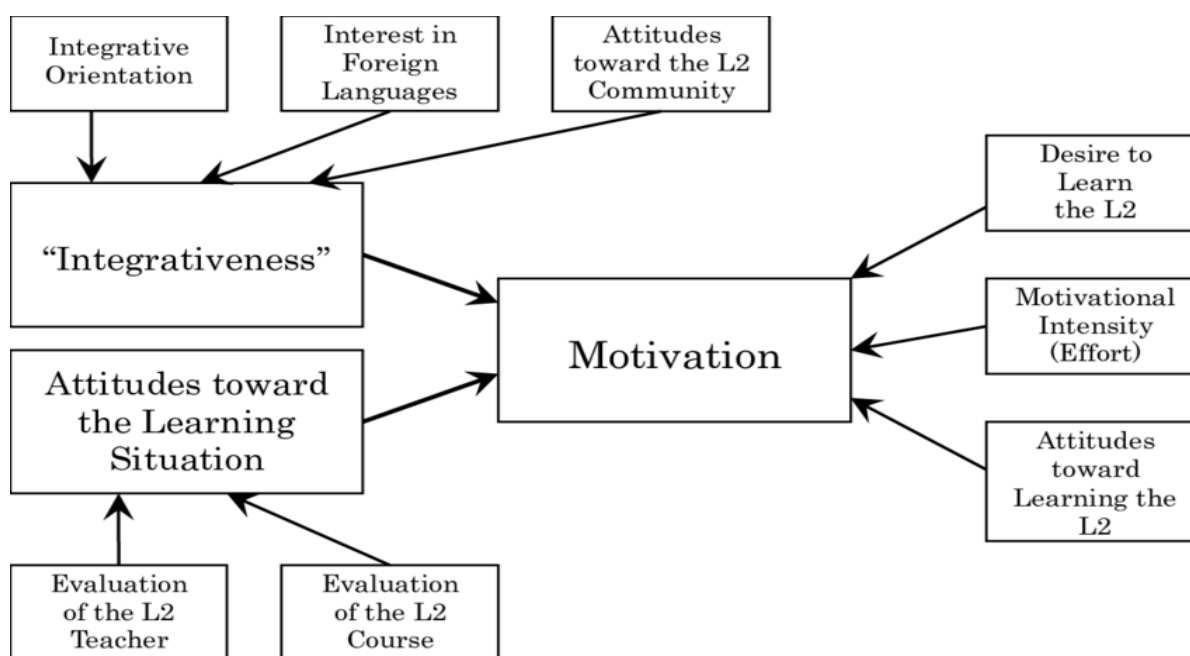 Integrative
Orientation
Interest in
Foreign
Languages
Attitudes
toward the L2
Community
Desire to
Learn
the L2
“Integrativeness”
Motivation
Motivational
Intensity
(Effort)
Attitudes toward
the Learning
Situation
Attitudes
toward
Learning the
L2
Evaluation
of the L2
Teacher
Evaluation
of the L2
Course